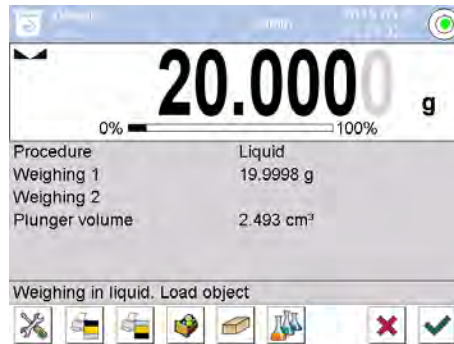 20.0000 g
0% 100%
Procedure Liquid
Weighing 1 19.9998 g
Weighing 2
Plunger volume 2.493 cm³
Weighing in liquid. Load object